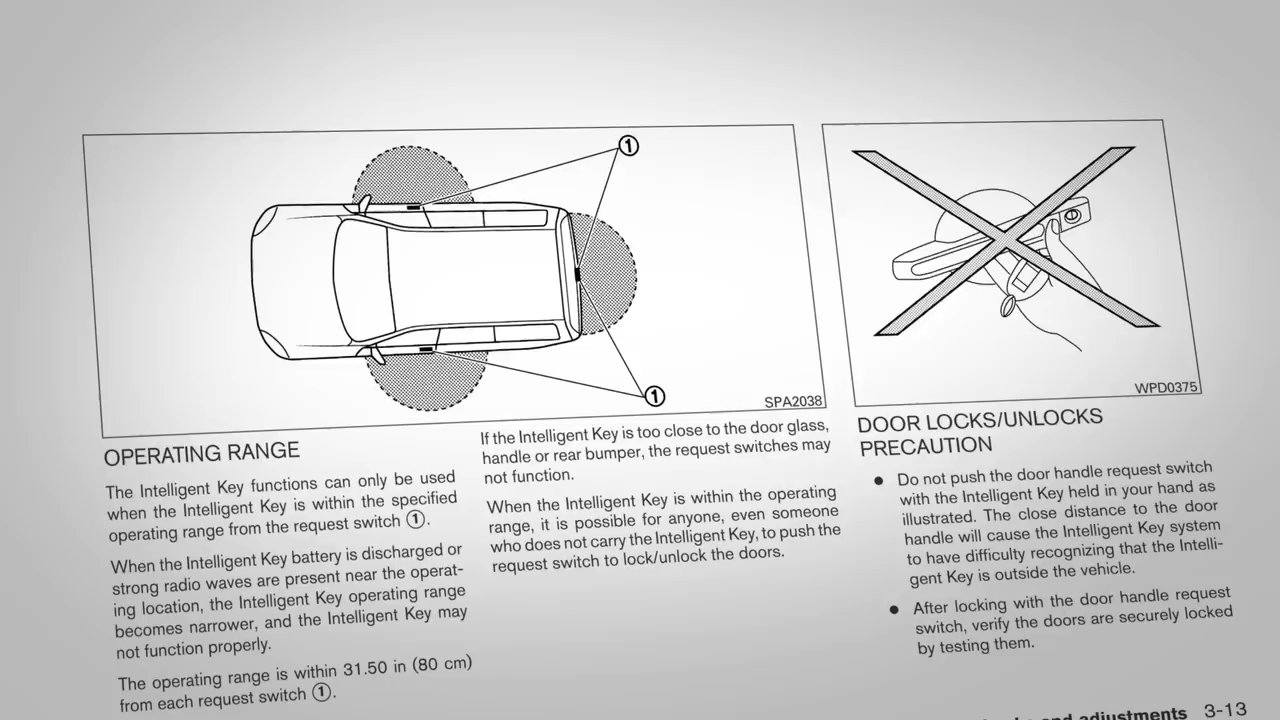 1
1
SPA2038
OPERATING RANGE
The Intelligent Key functions can only be used
when the Intelligent Key is within the specified
operating range from the request switch ①.
When the Intelligent Key battery is discharged or
strong radio waves are present near the operat-
ing location, the Intelligent Key operating range
becomes narrower, and the Intelligent Key may
not function properly.
The operating range is within 31.50 in (80 cm)
from each request switch ①.
If the Intelligent Key is too close to the door glass,
handle or rear bumper, the request switches may
not function.
When the Intelligent Key is within the operating
range, it is possible for anyone, even someone
who does not carry the Intelligent Key, to push the
request switch to lock/unlock the doors.
WPD0375
DOOR LOCKS/UNLOCKS
PRECAUTION
● Do not push the door handle request switch
with the Intelligent Key held in your hand as
illustrated. The close distance to the door
handle will cause the Intelligent Key system
to have difficulty recognizing that the Intelli-
gent Key is outside the vehicle.
● After locking with the door handle request
switch, verify the doors are securely locked
by testing them.
and adjustments 3-13